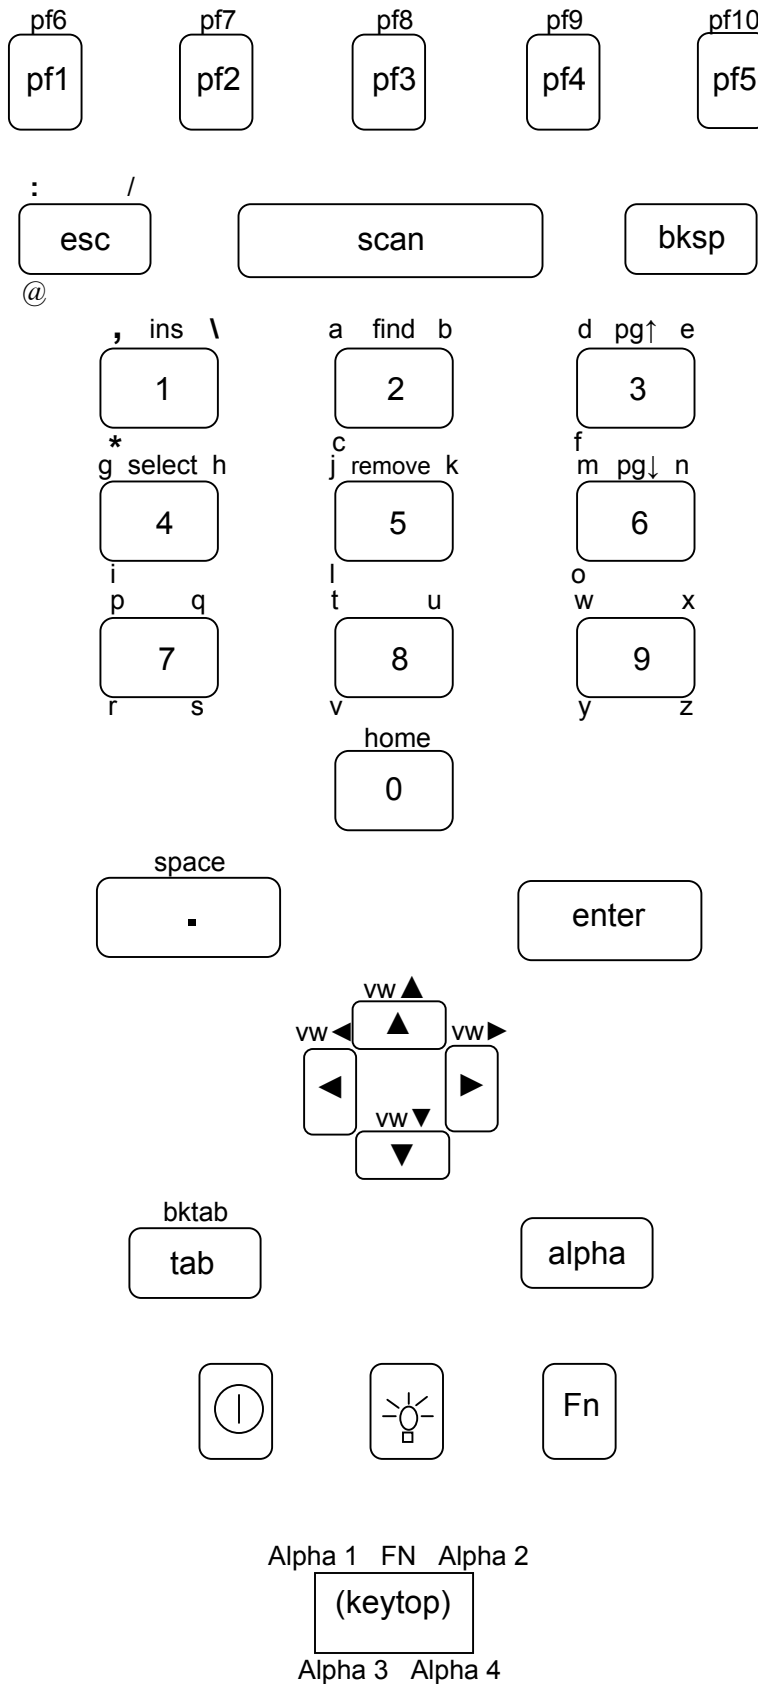 pf6 pf7 pf8 pf9 pf10
pf1 pf2 pf3 pf4 pf5
: /
esc scan bksp
@
, ins \ a find b d pg↑ e
1 2 3
* c f
g select h j remove k m pg↓ n
4 5 6
i l o
p q t u w x
7 8 9
r s v y z
home
0
space
. enter
vw ▲
vw ◄ ▲ vw ►
◄ ►
vw ▼
▼
bktab
tab alpha
Fn
Alpha 1 FN Alpha 2
(keytop)
Alpha 3 Alpha 4